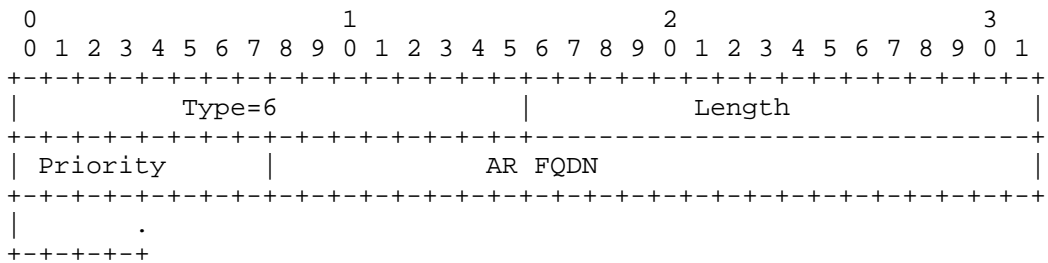 0                   1                   2                   3
 0 1 2 3 4 5 6 7 8 9 0 1 2 3 4 5 6 7 8 9 0 1 2 3 4 5 6 7 8 9 0 1
+-+-+-+-+-+-+-+-+-+-+-+-+-+-+-+-+-+-+-+-+-+-+-+-+-+-+-+-+-+-+-+-+
|          Type=6               |          Length               |
+-+-+-+-+-+-+-+-+-+-+-+-+-+-+-+-+-------------------------------+
| Priority      |             AR FQDN                           |
+-+-+-+-+-+-+-+-+-+-+-+-+-+-+-+-+-+-+-+-+-+-+-+-+-+-+-+-+-+-+-+-+
|       .
+-+-+-+-+